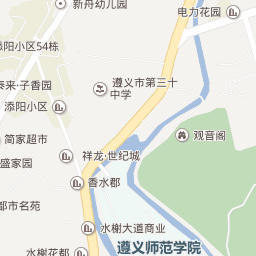 新舟幼儿园
电力花园
添阳小区54栋
遵义市第三十
中学
泰来·子香园
添阳小区
简家超市
观音阁
祥龙·世纪城
盛家园
香水郡
都市名苑
水榭大道商业
遵义师范学院
水榭花都